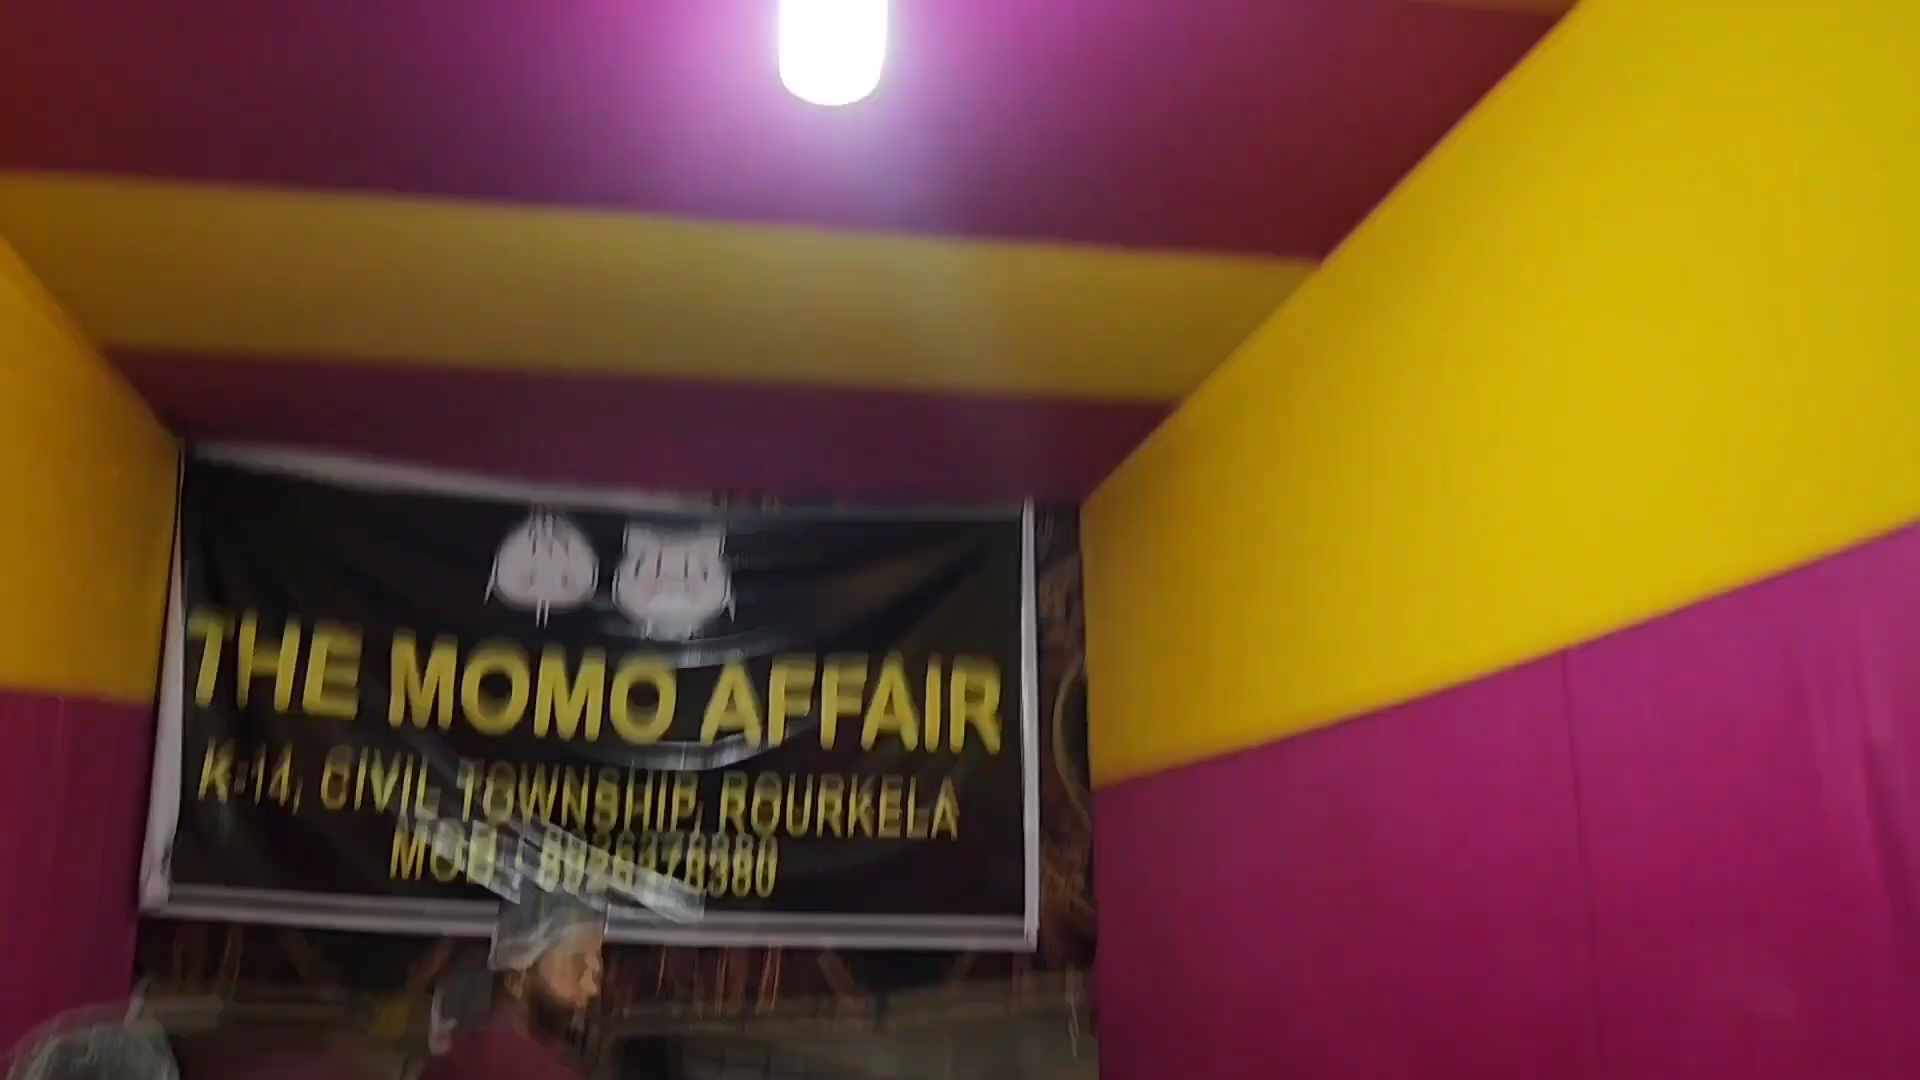 THE MOMO AFFAIR
K-14, CIVIL TOWNSHIP, ROURKELA
MOB.: